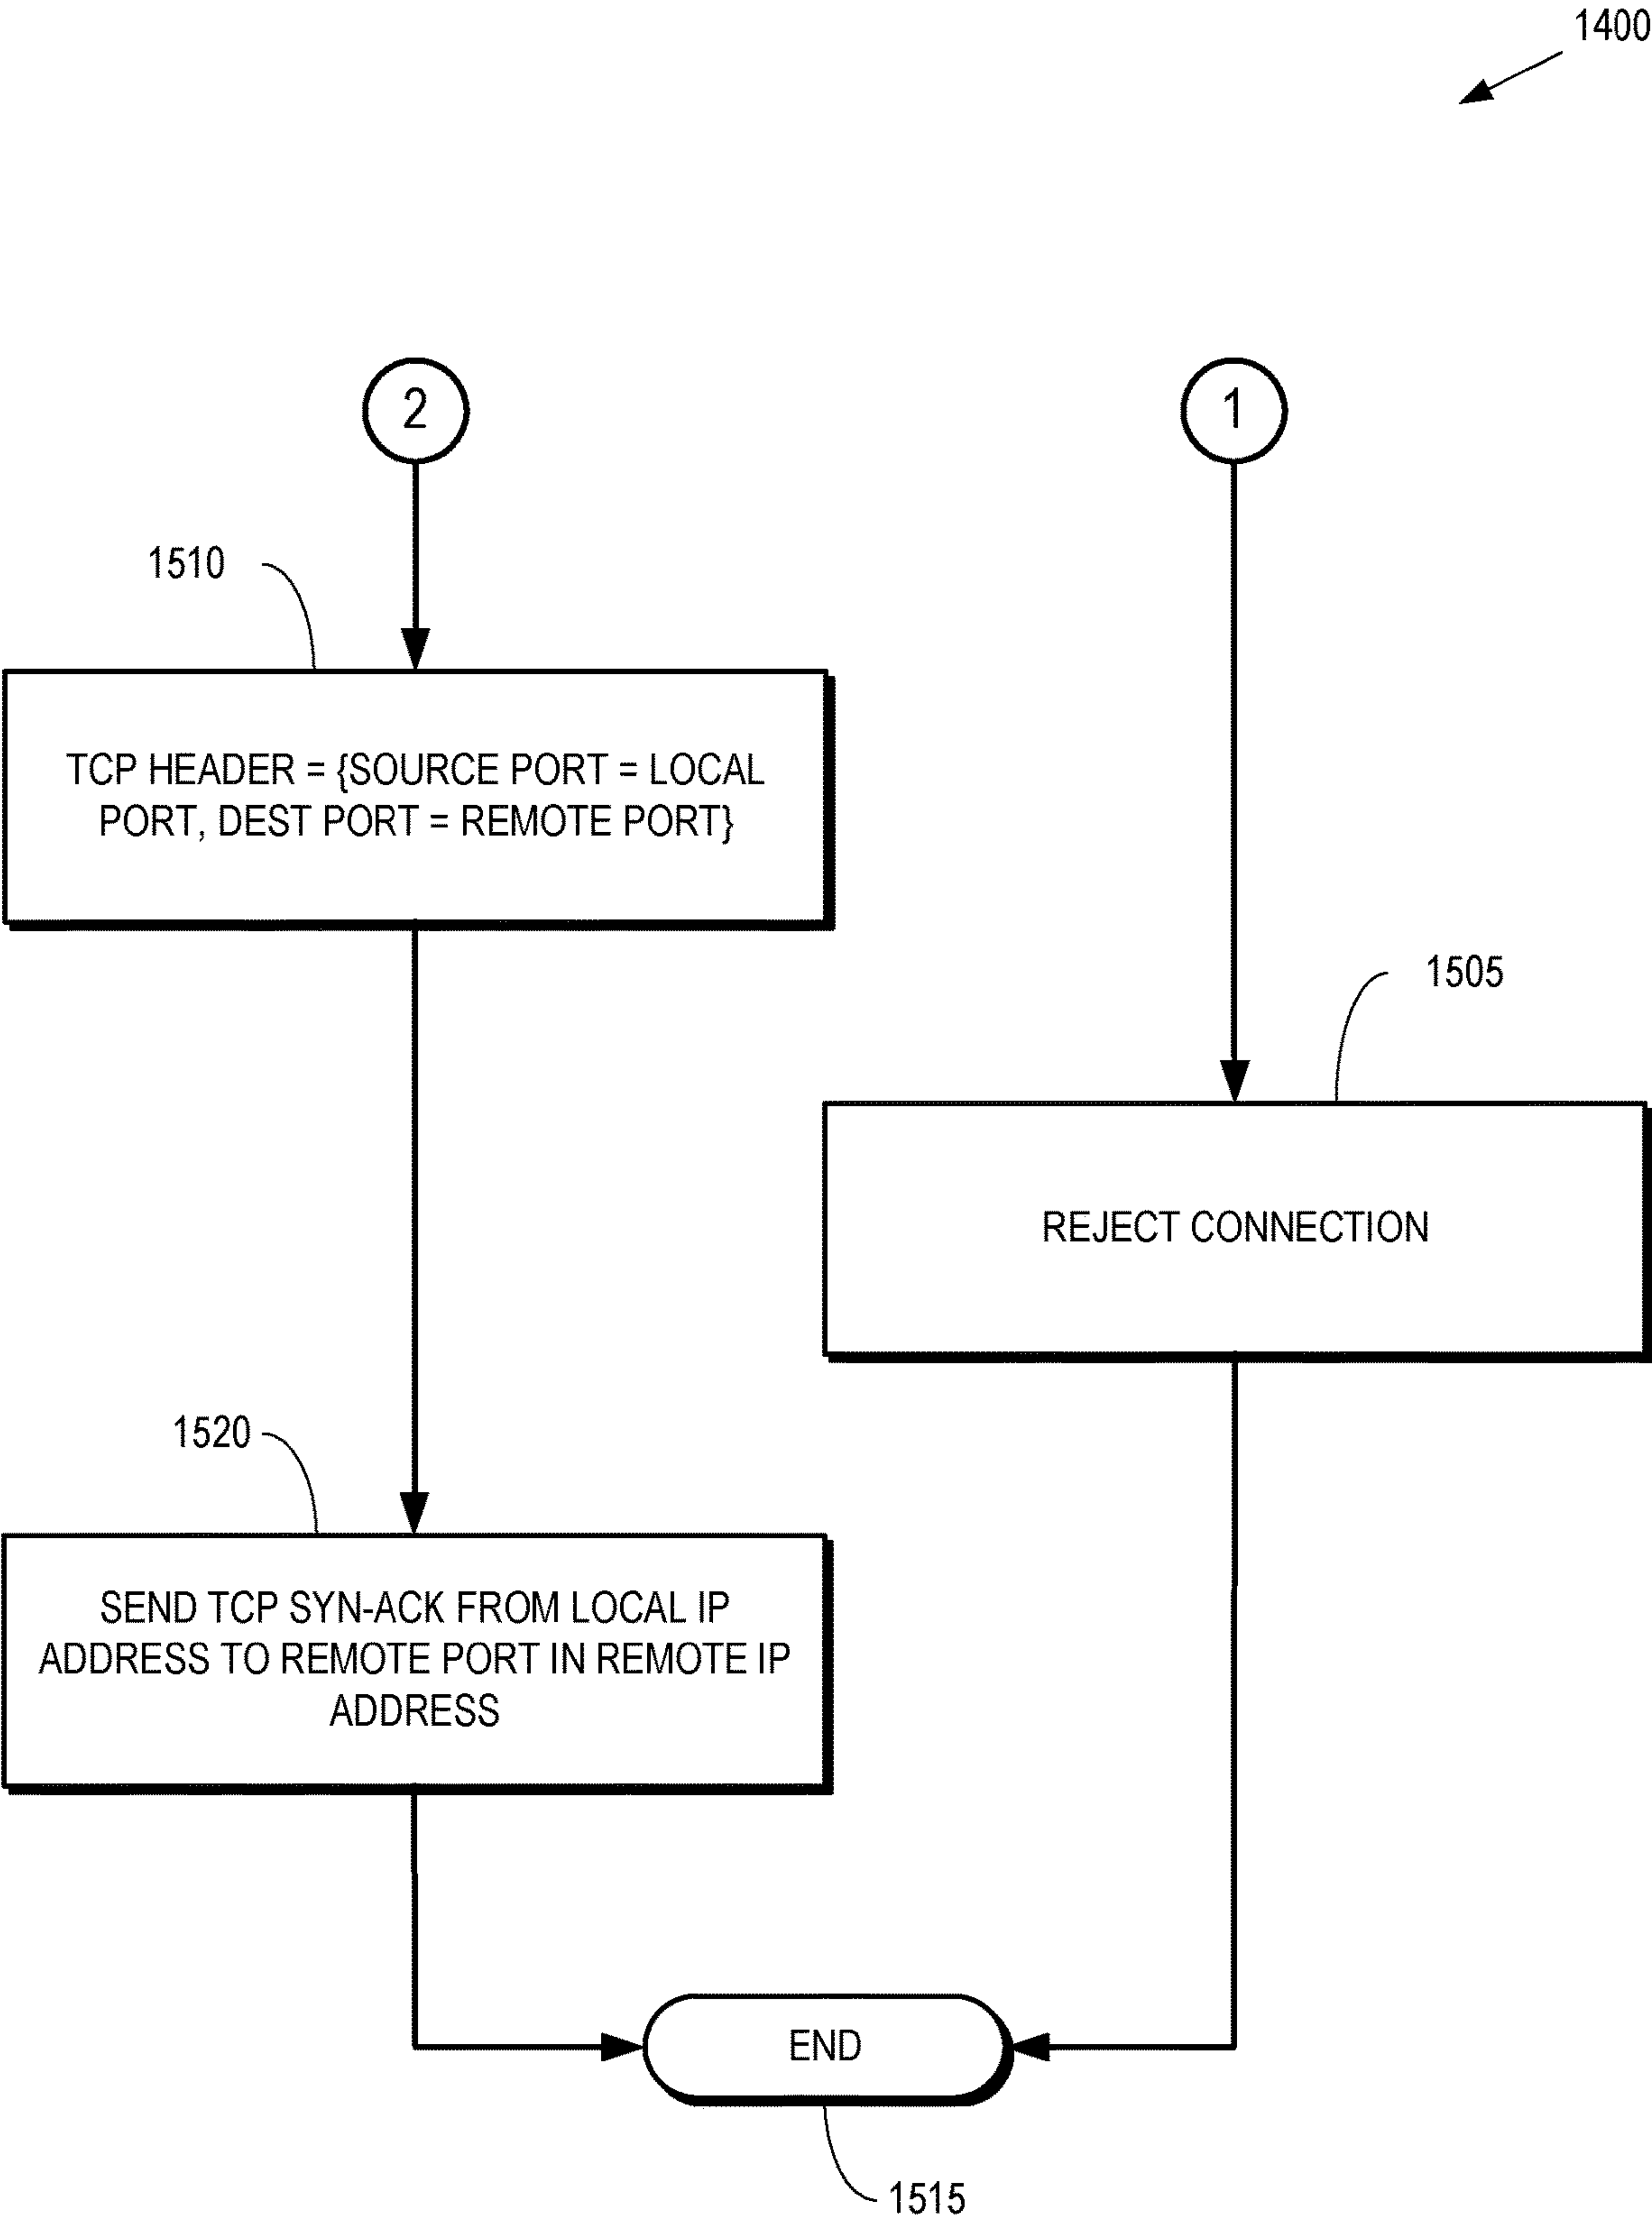 1400
2
1
1510
TCP HEADER = {SOURCE PORT = LOCAL
PORT, DEST PORT = REMOTE PORT}
1505
REJECT CONNECTION
1520
SEND TCP SYN-ACK FROM LOCAL IP
ADDRESS TO REMOTE PORT IN REMOTE IP
ADDRESS
END
1515